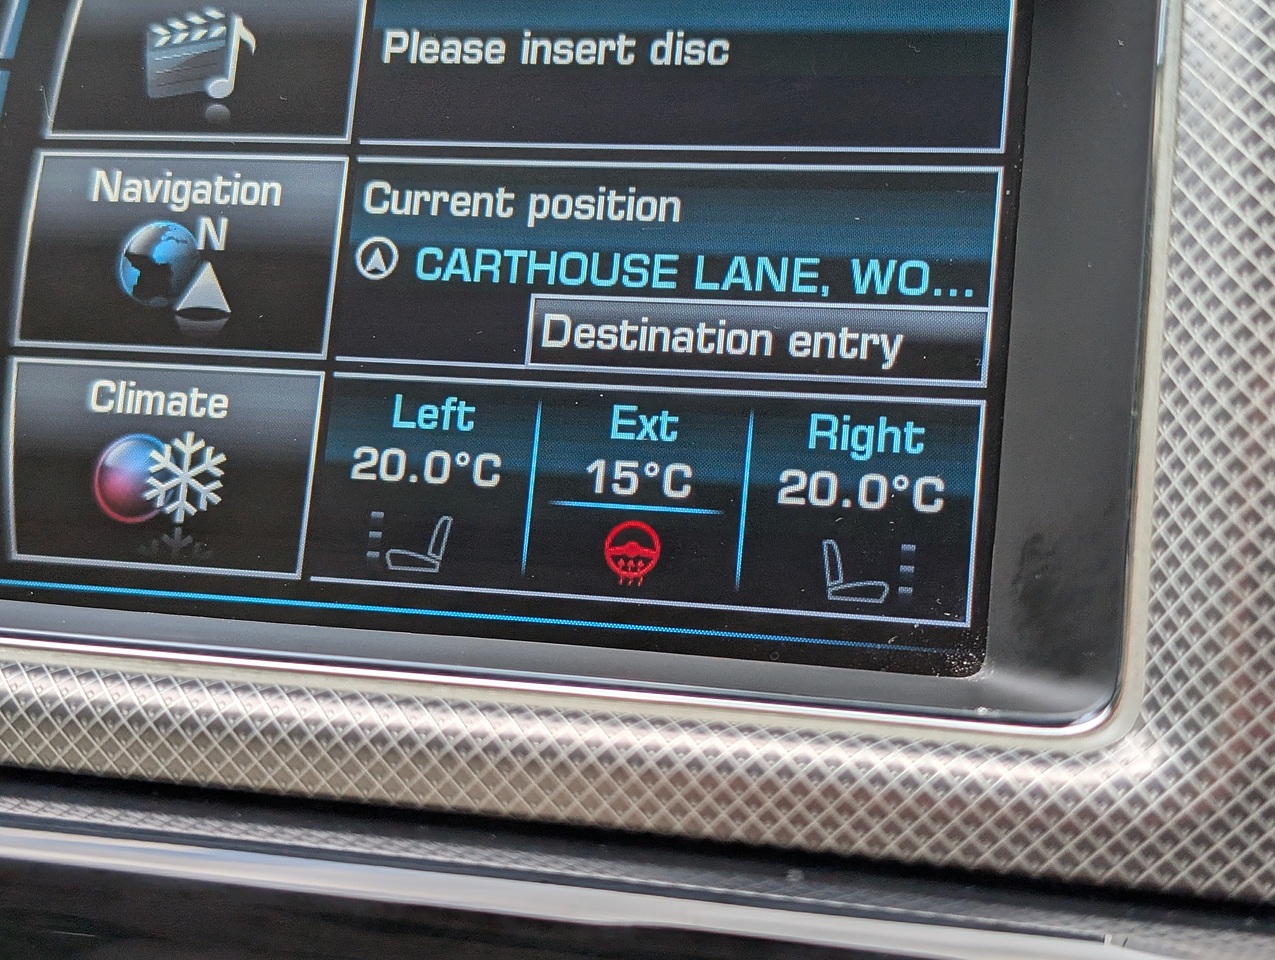 Please insert disc
Navigation
N
Current position
CARTHOUSE LANE, WO...
Destination entry
Climate
Left
20.0°C
Ext
15°C
Right
20.0°C